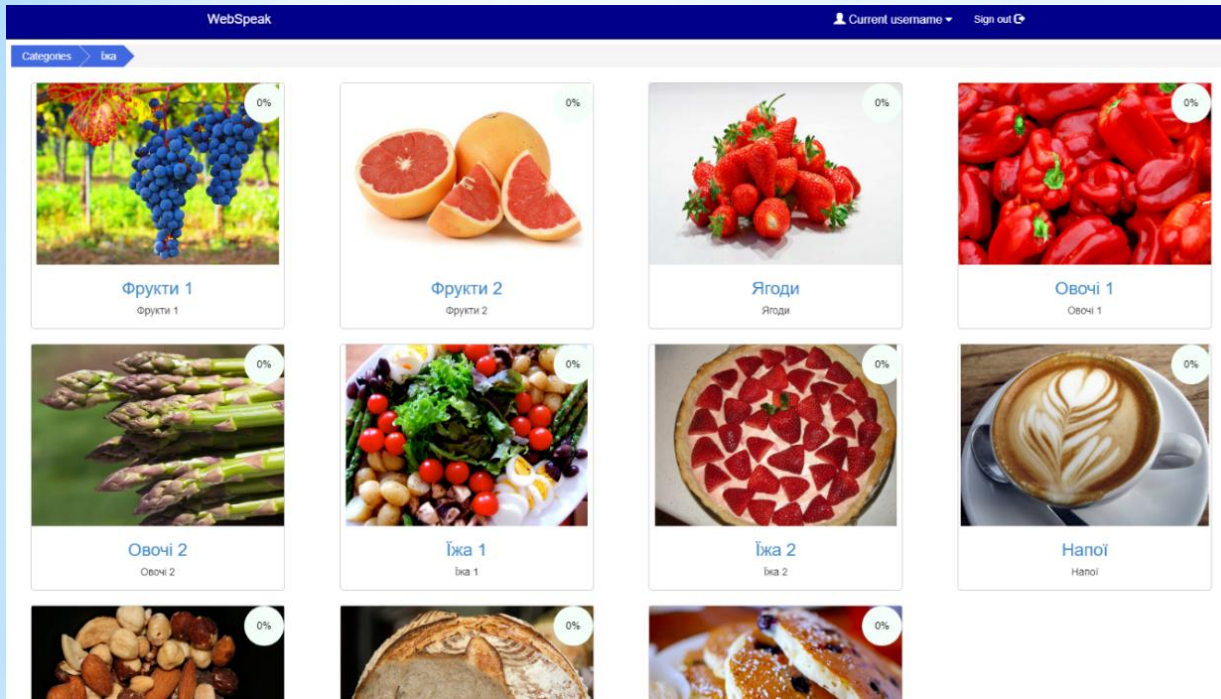 WebSpeak Current username Sign out
Categories Їжа
0% 0% 0% 0%
Фрукти 1 Фрукти 2 Ягоди Овочі 1
Фрукти 1 Фрукти 2 Ягоди Овочі 1
0% 0% 0% 0%
Овочі 2 Їжа 1 Їжа 2 Напої
Овочі 2 Їжа 1 Їжа 2 Напої
0% 0% 0%